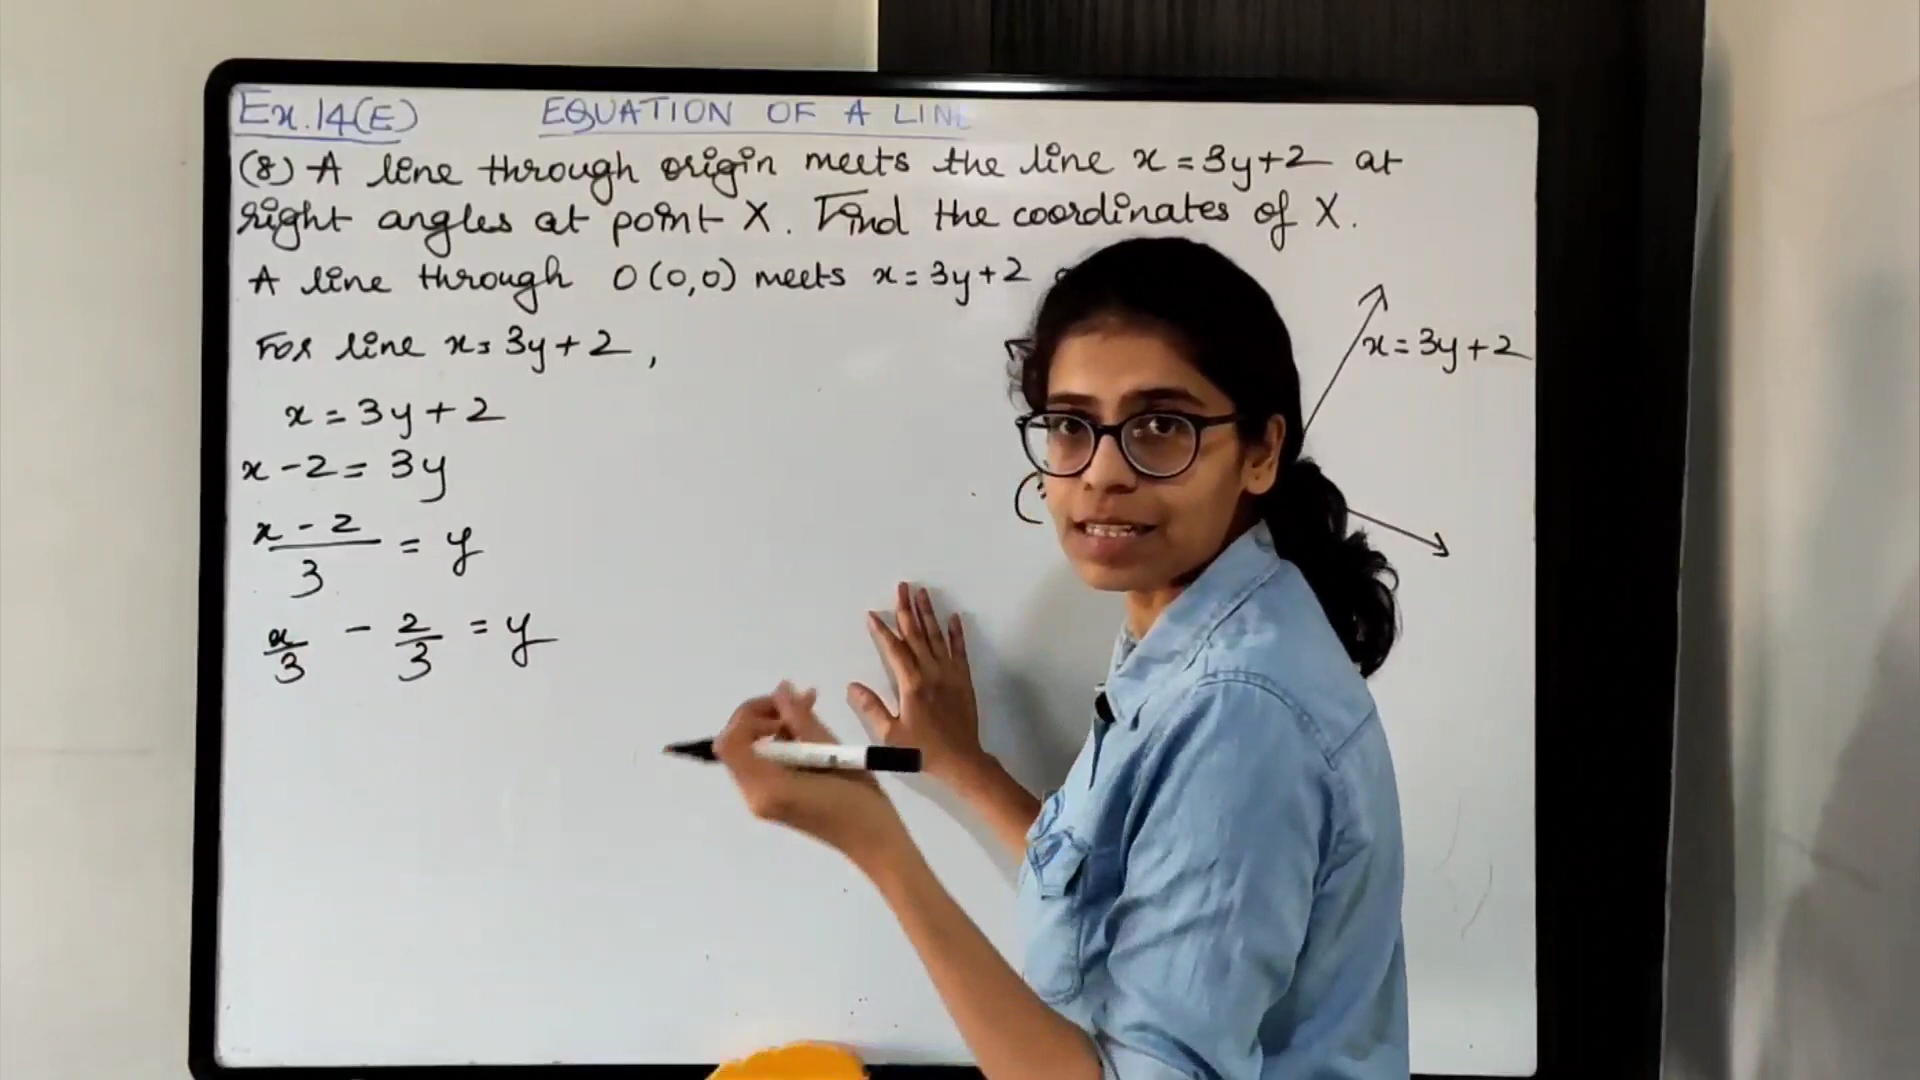 Ex.14(E) EQUATION OF A LINE
(8) A line through origin meets the line x = 3y+2 at
right angles at point X. Find the coordinates of X.
A line through O(0,0) meets x = 3y+2
For line x = 3y+2,
x = 3y+2
x-2 = 3y
x-2/3 = y
x/3 - 2/3 = y
x = 3y+2